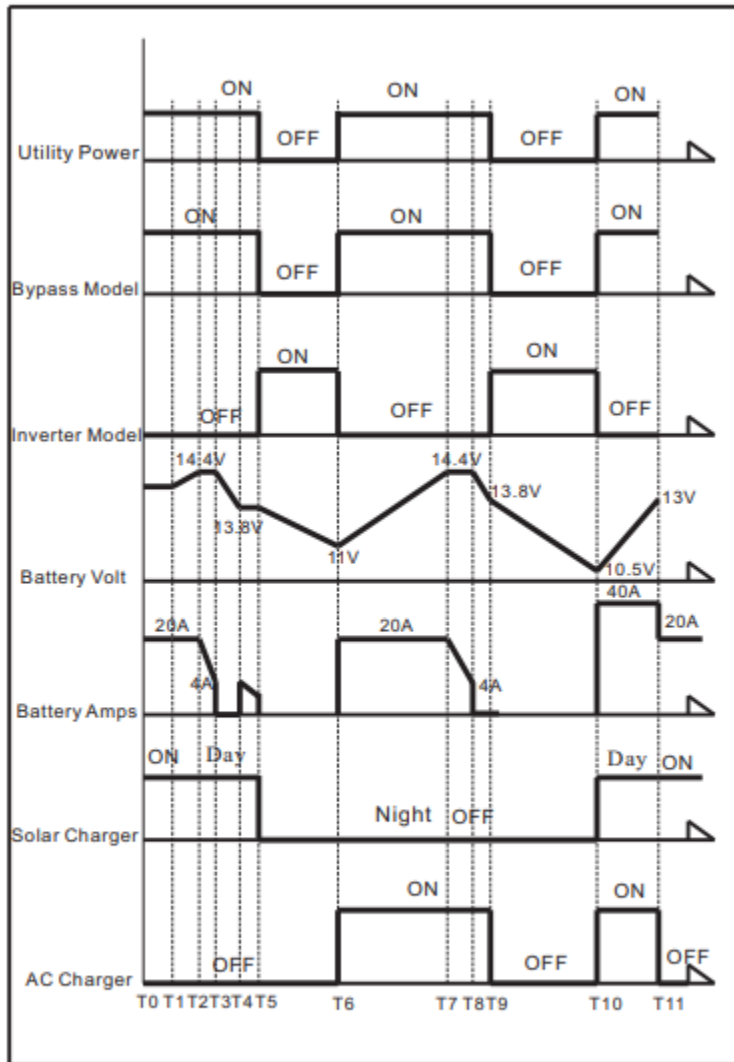 ON ON ON
Utility Power OFF OFF
ON ON ON
Bypass Model OFF OFF
ON ON
Inverter Model OFF OFF OFF
14.4V 14.4V
13.8V 13.8V 13V
11V 10.5V
Battery Volt
40A
20A 20A 20A
4A 4A
Battery Amps
ON Day Day ON
Night OFF
Solar Charger
ON ON
OFF OFF OFF
AC Charger
T0 T1 T2 T3 T4 T5 T6 T7 T8 T9 T10 T11